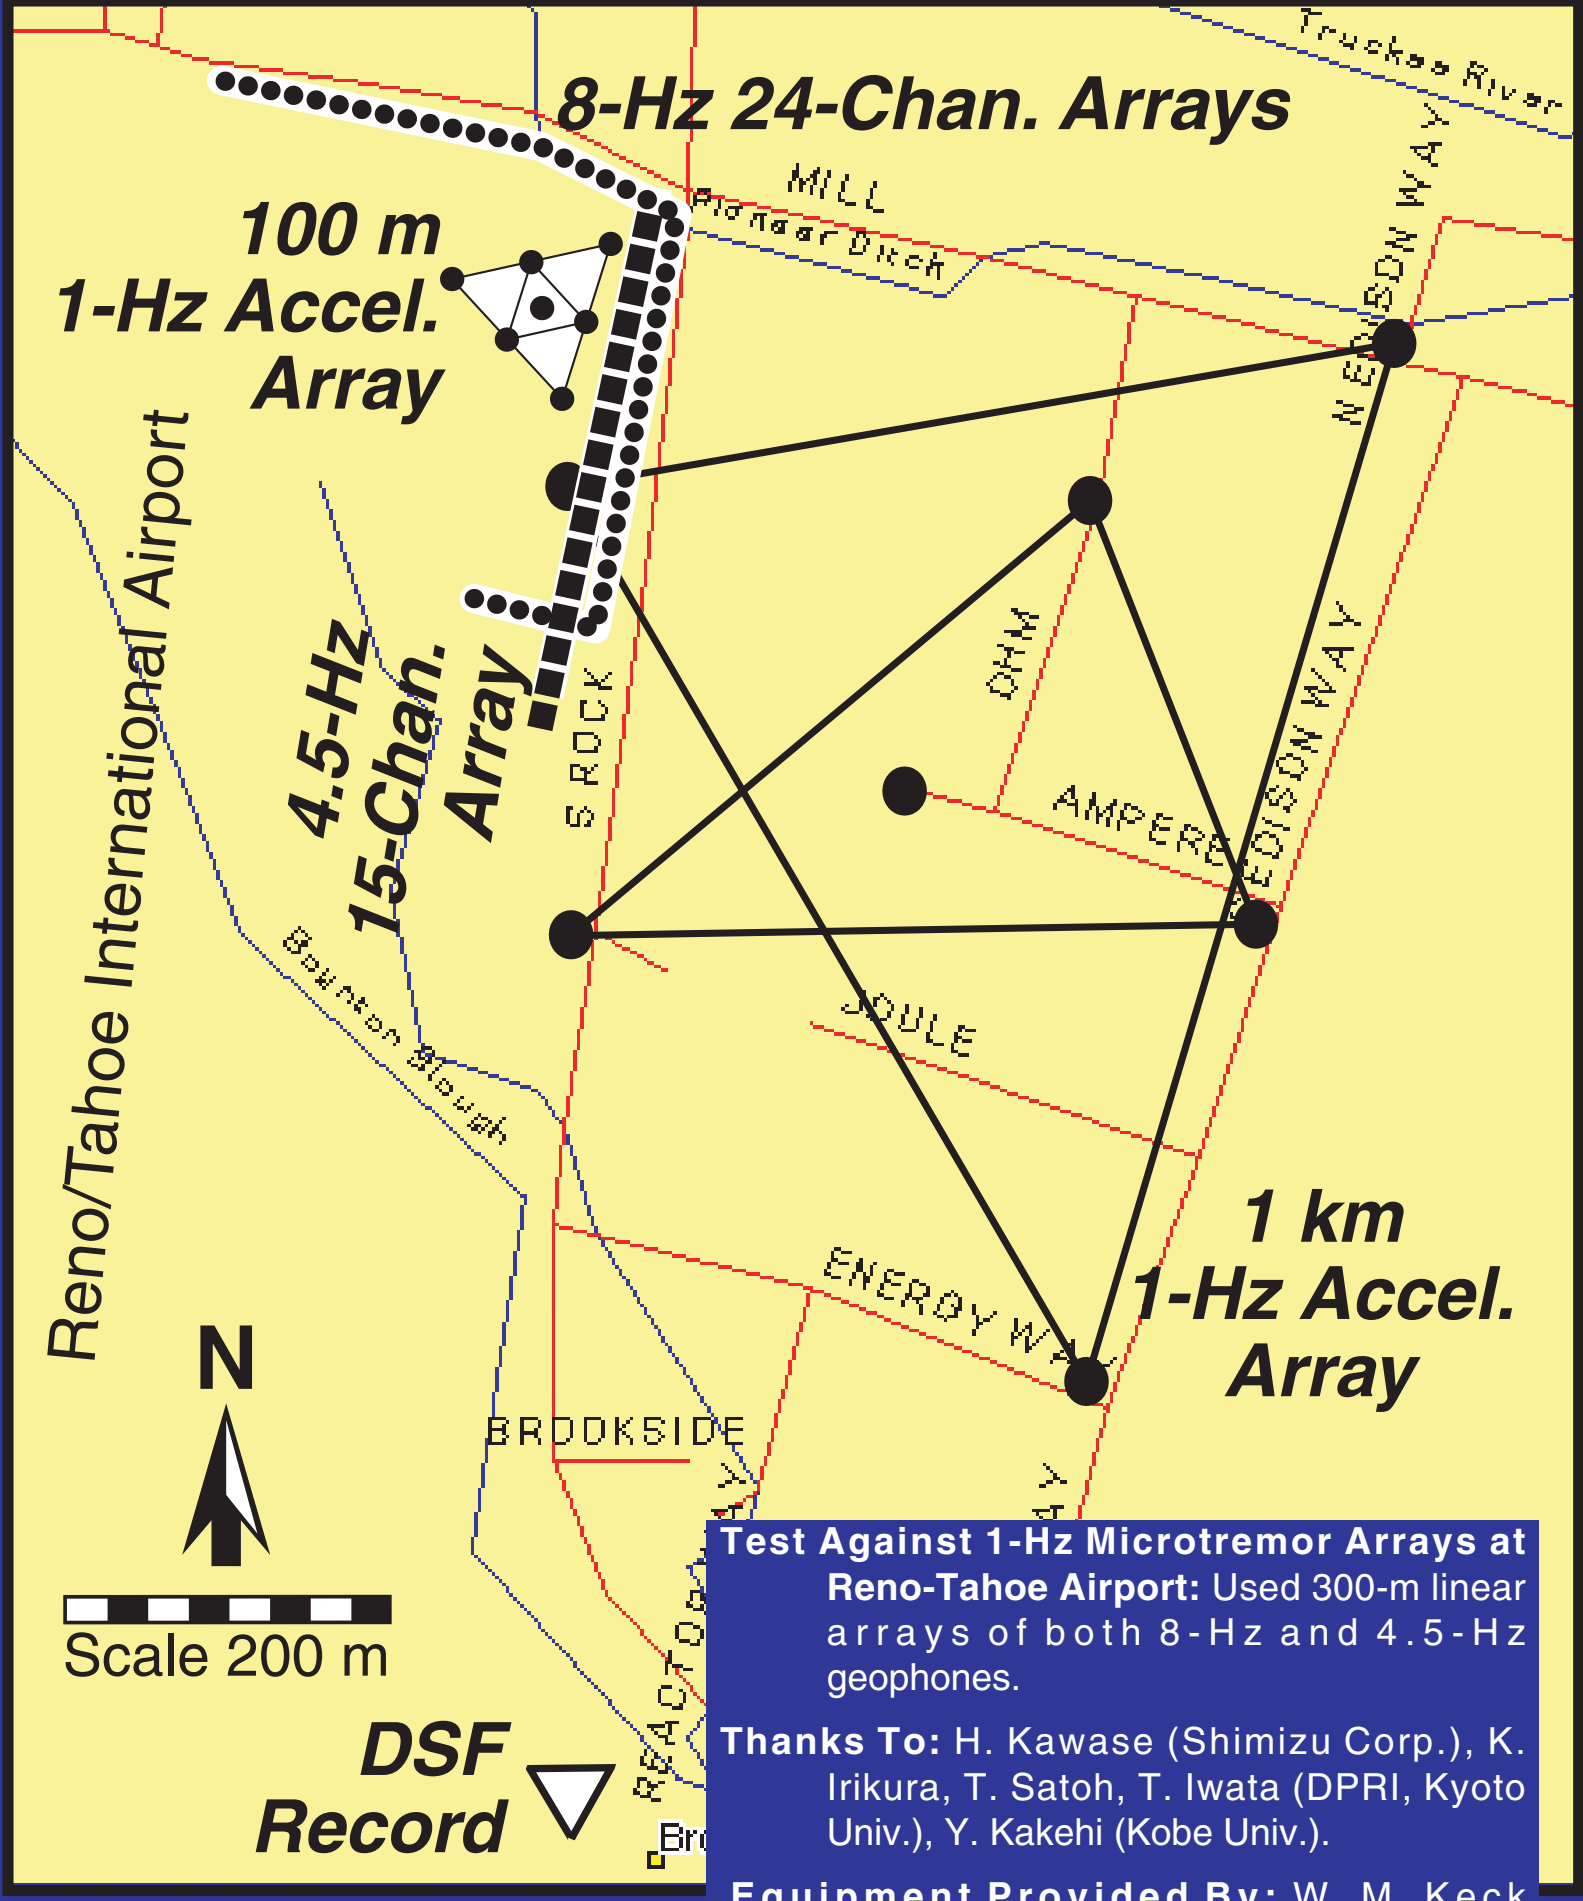 Truckee River
8-Hz 24-Chan. Arrays
MILL
Pioneer Ditch
N EDISON WAY
100 m
1-Hz Accel.
Array
Reno/Tahoe International Airport
4.5-Hz
15-Chan.
Array
S ROCK
OHM
AMPERE
EDISON WAY
Boynton Slough
JOULE
ENERGY WAY
1 km
1-Hz Accel.
Array
N
BROOKSIDE
Scale 200 m
REACTOR WAY
AY
DSF
Record
Bro
Test Against 1-Hz Microtremor Arrays at
Reno-Tahoe Airport: Used 300-m linear
arrays of both 8-Hz and 4.5-Hz
geophones.
Thanks To: H. Kawase (Shimizu Corp.), K.
Irikura, T. Satoh, T. Iwata (DPRI, Kyoto
Univ.), Y. Kakehi (Kobe Univ.).
Equipment Provided By: W. M. Keck